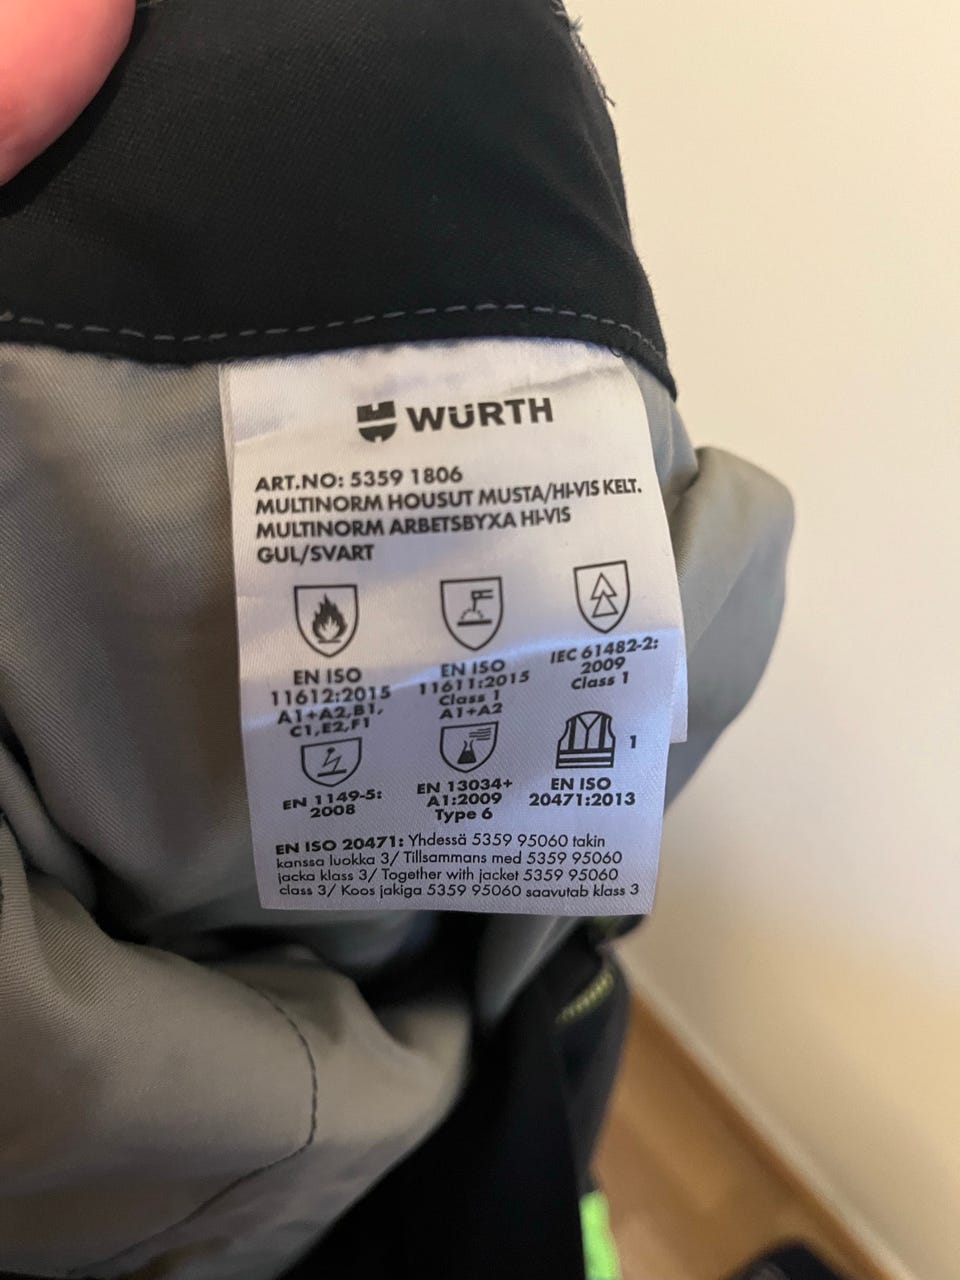 WÜRTH
ART.NO: 5359 1806
MULTINORM HOUSUT MUSTA/HI-VIS KELT.
MULTINORM ARBETSBYXA HI-VIS
GUL/SVART
EN ISO
11612:2015
A1+A2,B1,
C1,E2,F1
EN ISO
11611:2015
Class 1
A1+A2
IEC 61482-2:
2009
Class 1
EN 1149-5:
2008
EN 13034+
A1:2009
Type 6
1
EN ISO
20471:2013
EN ISO 20471: Yhdessä 5359 95060 takin
kanssa luokka 3/ Tillsammans med 5359 95060
jacka klass 3/ Together with jacket 5359 95060
class 3/ Koos jakiga 5359 95060 saavutab klass 3